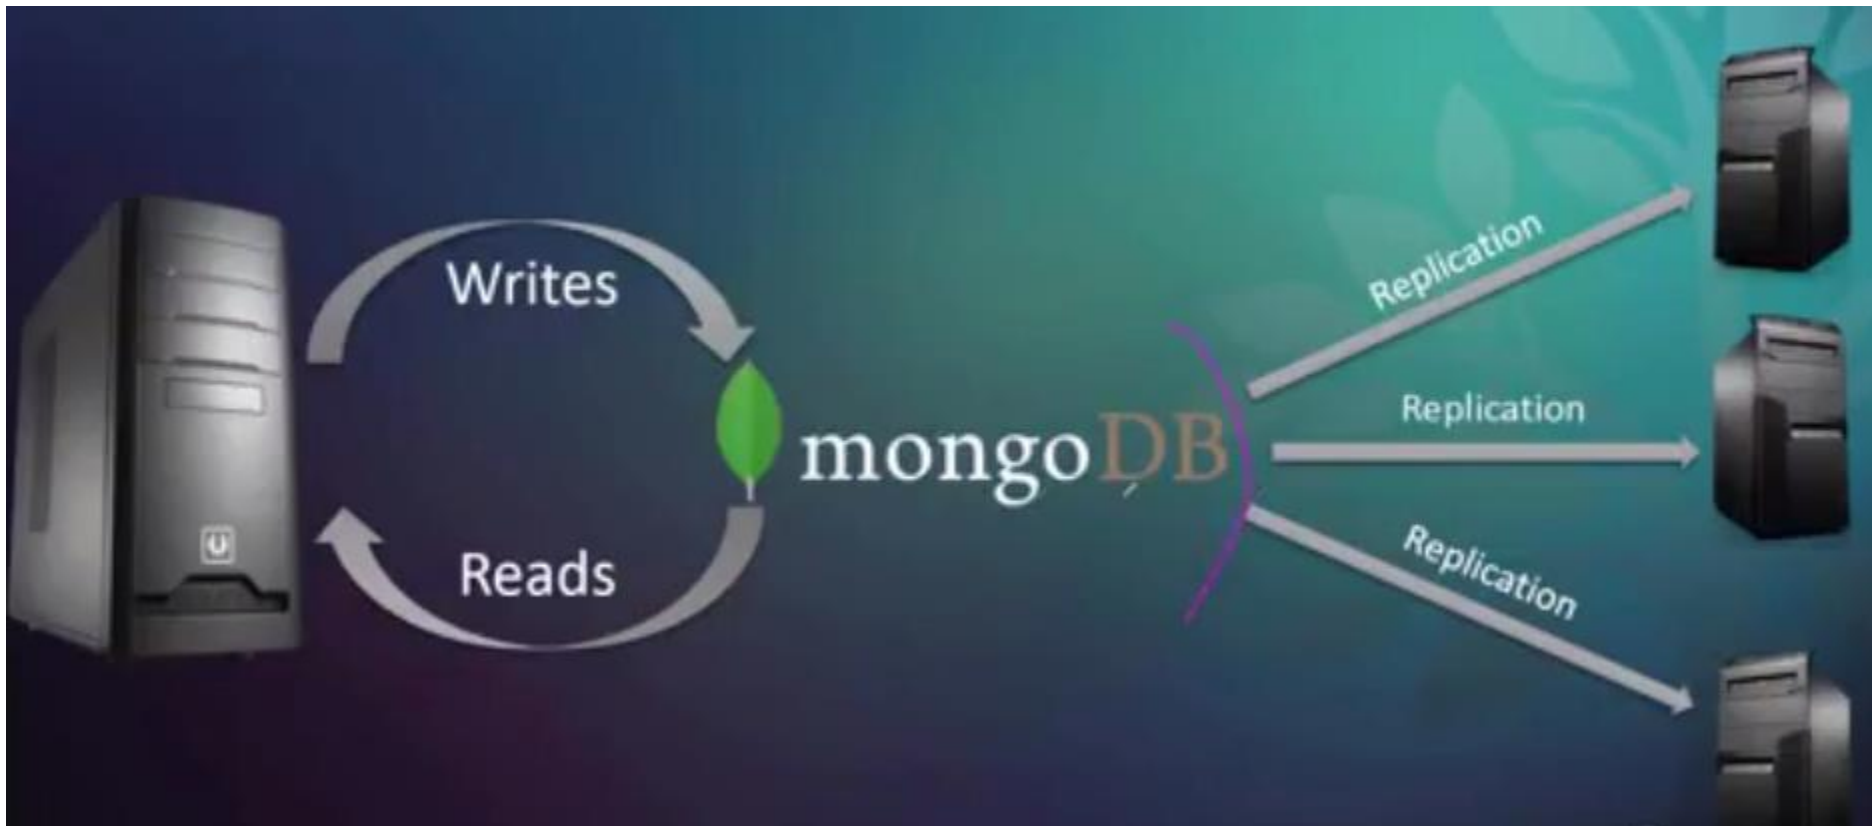 Writes
Reads
mongoDB
Replication
Replication
Replication